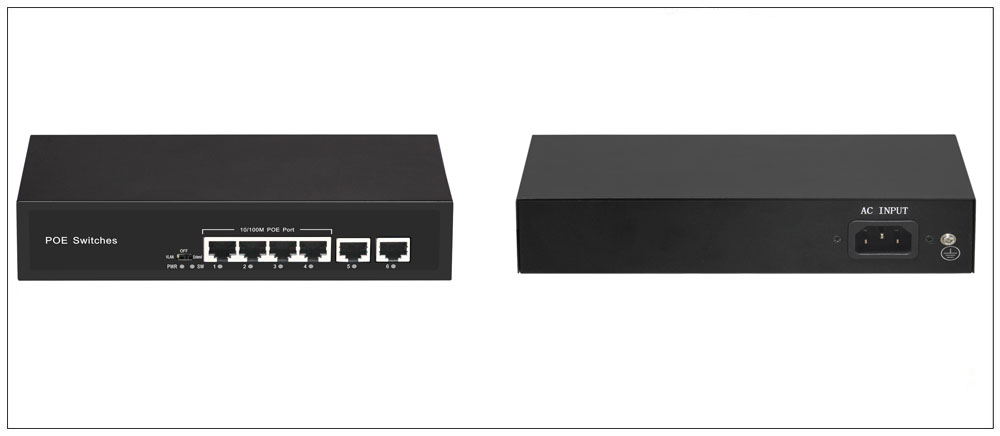 POE Switches
OFF
VLAN Extend
PWR SW
10/100M POE Port
1 2 3 4 5 6
AC INPUT